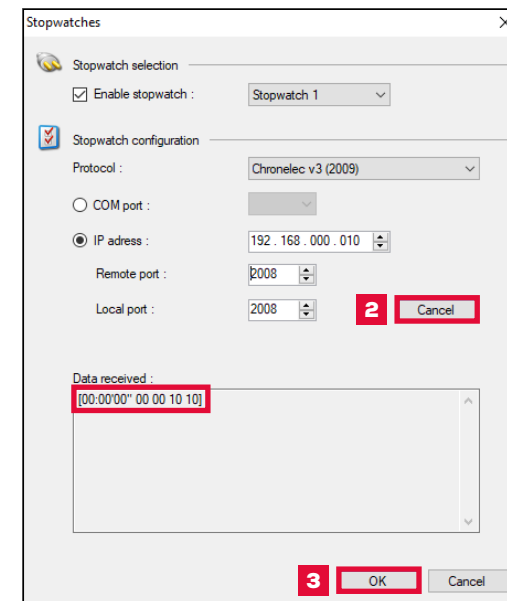 Stopwatches
Stopwatch selection
Enable stopwatch : Stopwatch 1
Stopwatch configuration
Protocol : Chronelec v3 (2009)
COM port :
IP adress : 192 . 168 . 000 . 010
Remote port : 2008
Local port : 2008
2 Cancel
Data received :
[00:00'00" 00 00 10 10]
3 OK Cancel